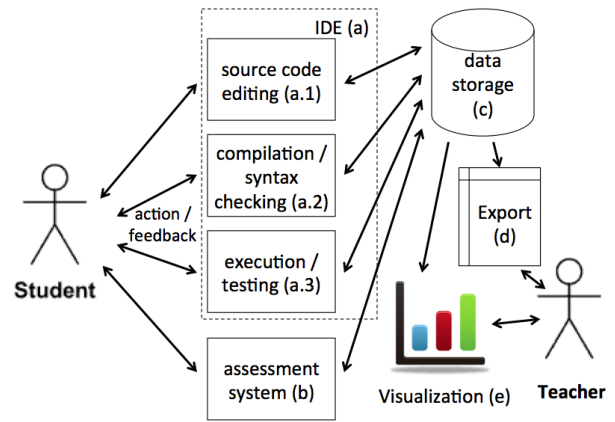 IDE (a)
source code
editing (a.1)
compilation /
syntax
checking (a.2)
execution /
testing (a.3)
assessment
system (b)
action /
feedback
Student
data
storage
(c)
Export
(d)
Visualization (e)
Teacher